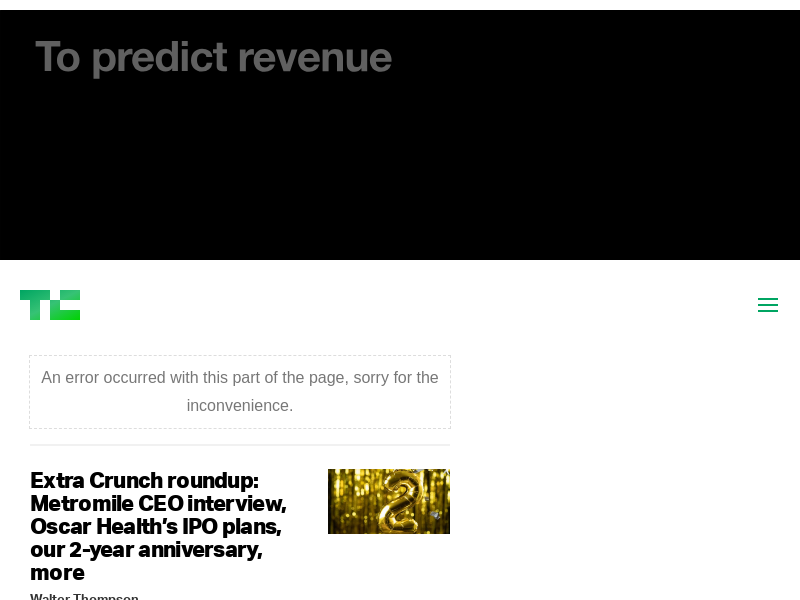 To predict revenue
TC
An error occurred with this part of the page, sorry for the
inconvenience.
Extra Crunch roundup:
Metromile CEO interview,
Oscar Health's IPO plans,
our 2-year anniversary,
more
2
Walter Thompson